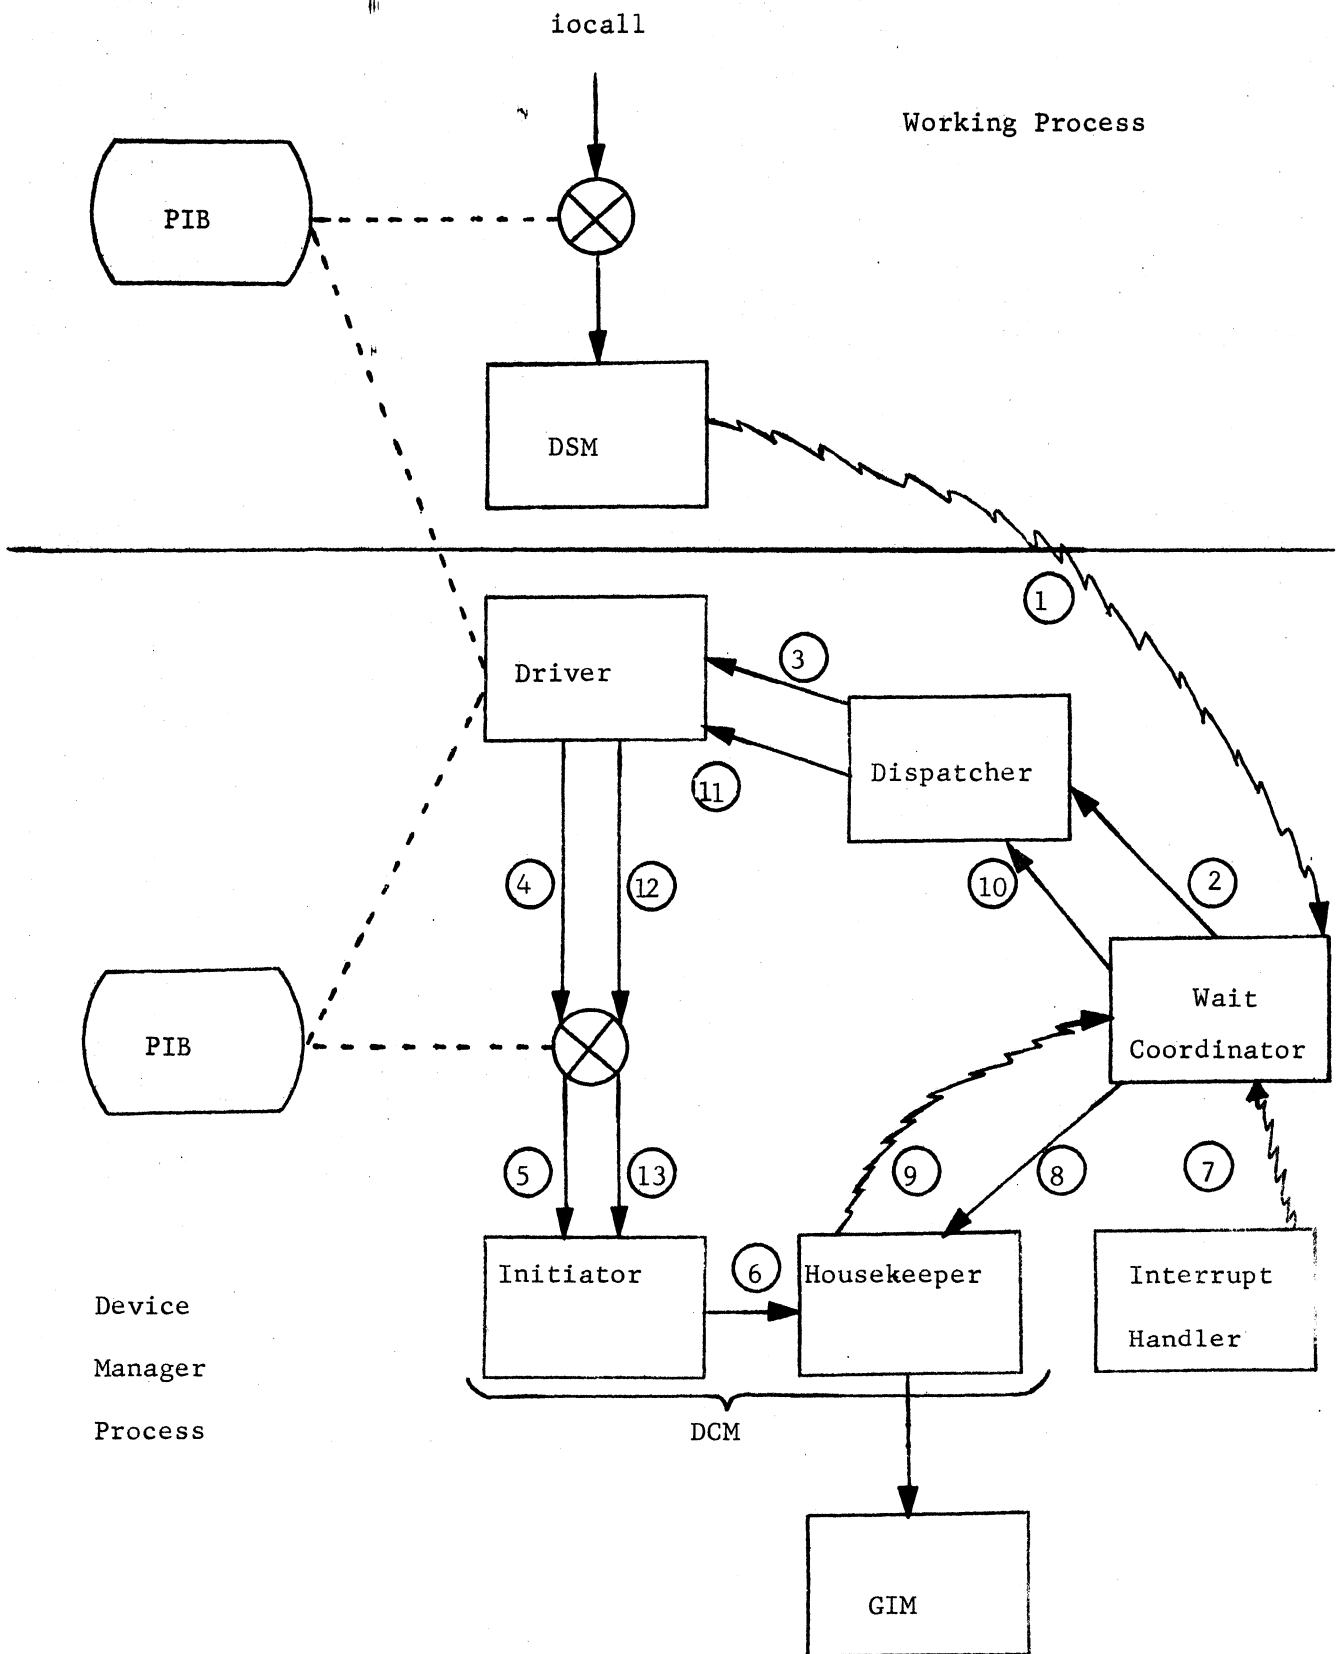 iocall
Working Process
PIB
DSM
1
Driver
3
Dispatcher
11
4
12
10
2
Wait
Coordinator
PIB
5
13
9
8
7
Initiator
6
Housekeeper
Interrupt
Handler
Device
Manager
Process
DCM
GIM